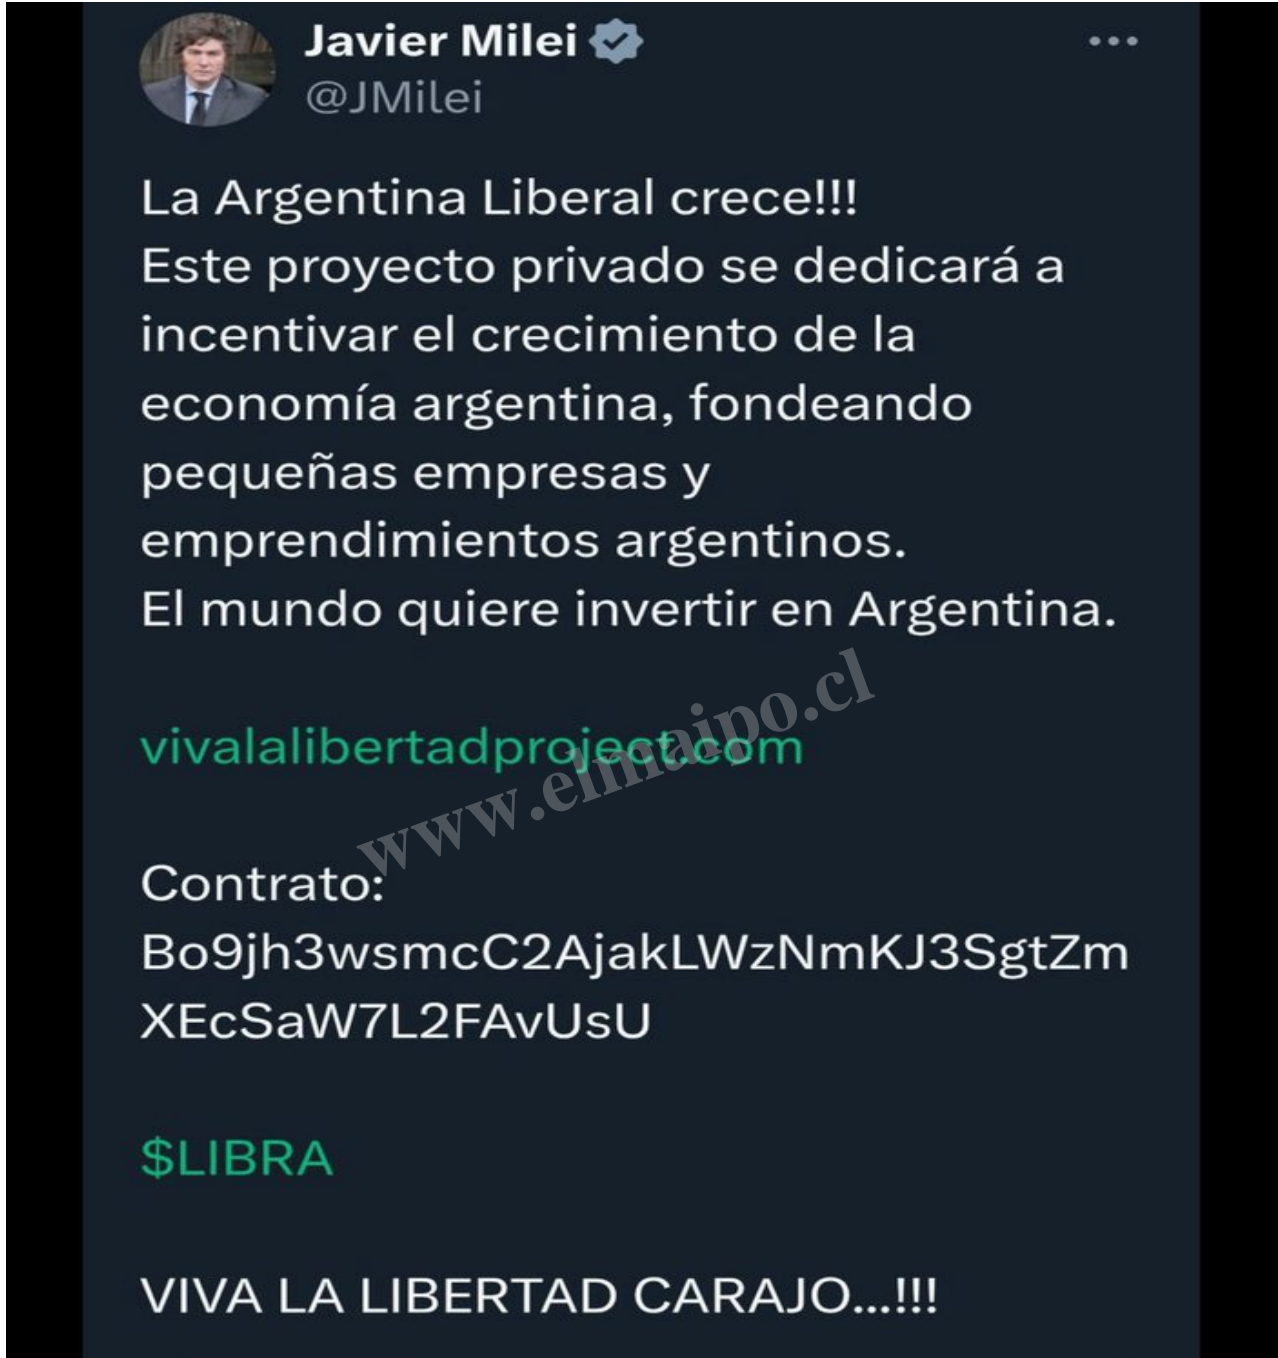 Javier Milei
@JMilei
La Argentina Liberal crece!!!
Este proyecto privado se dedicará a
incentivar el crecimiento de la
economía argentina, fondeando
pequeñas empresas y
emprendimientos argentinos.
El mundo quiere invertir en Argentina.
vivalalibertadproject.com
www.elmaipo.cl
Contrato:
Bo9jh3wsmcC2AjakLWzNmKJ3SgtZm
XEcSaW7L2FAvUsU
$LIBRA
VIVA LA LIBERTAD CARAJO...!!!